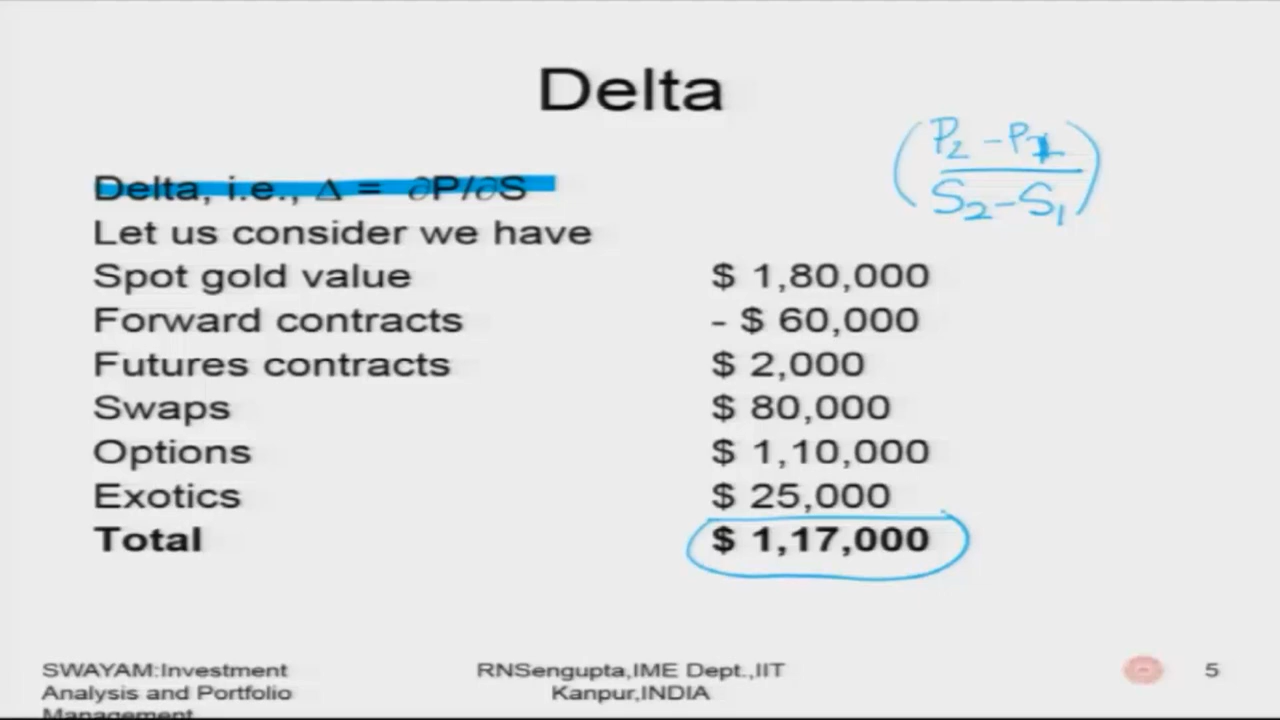 Delta
(P2 - P1 / S2 - S1)
Delta, i.e., Δ = ∂P/∂S
Let us consider we have
Spot gold value $ 1,80,000
Forward contracts - $ 60,000
Futures contracts $ 2,000
Swaps $ 80,000
Options $ 1,10,000
Exotics $ 25,000
Total $ 1,17,000
SWAYAM:Investment
Analysis and Portfolio
Management
RNSengupta,IME Dept.,IIT
Kanpur,INDIA
5